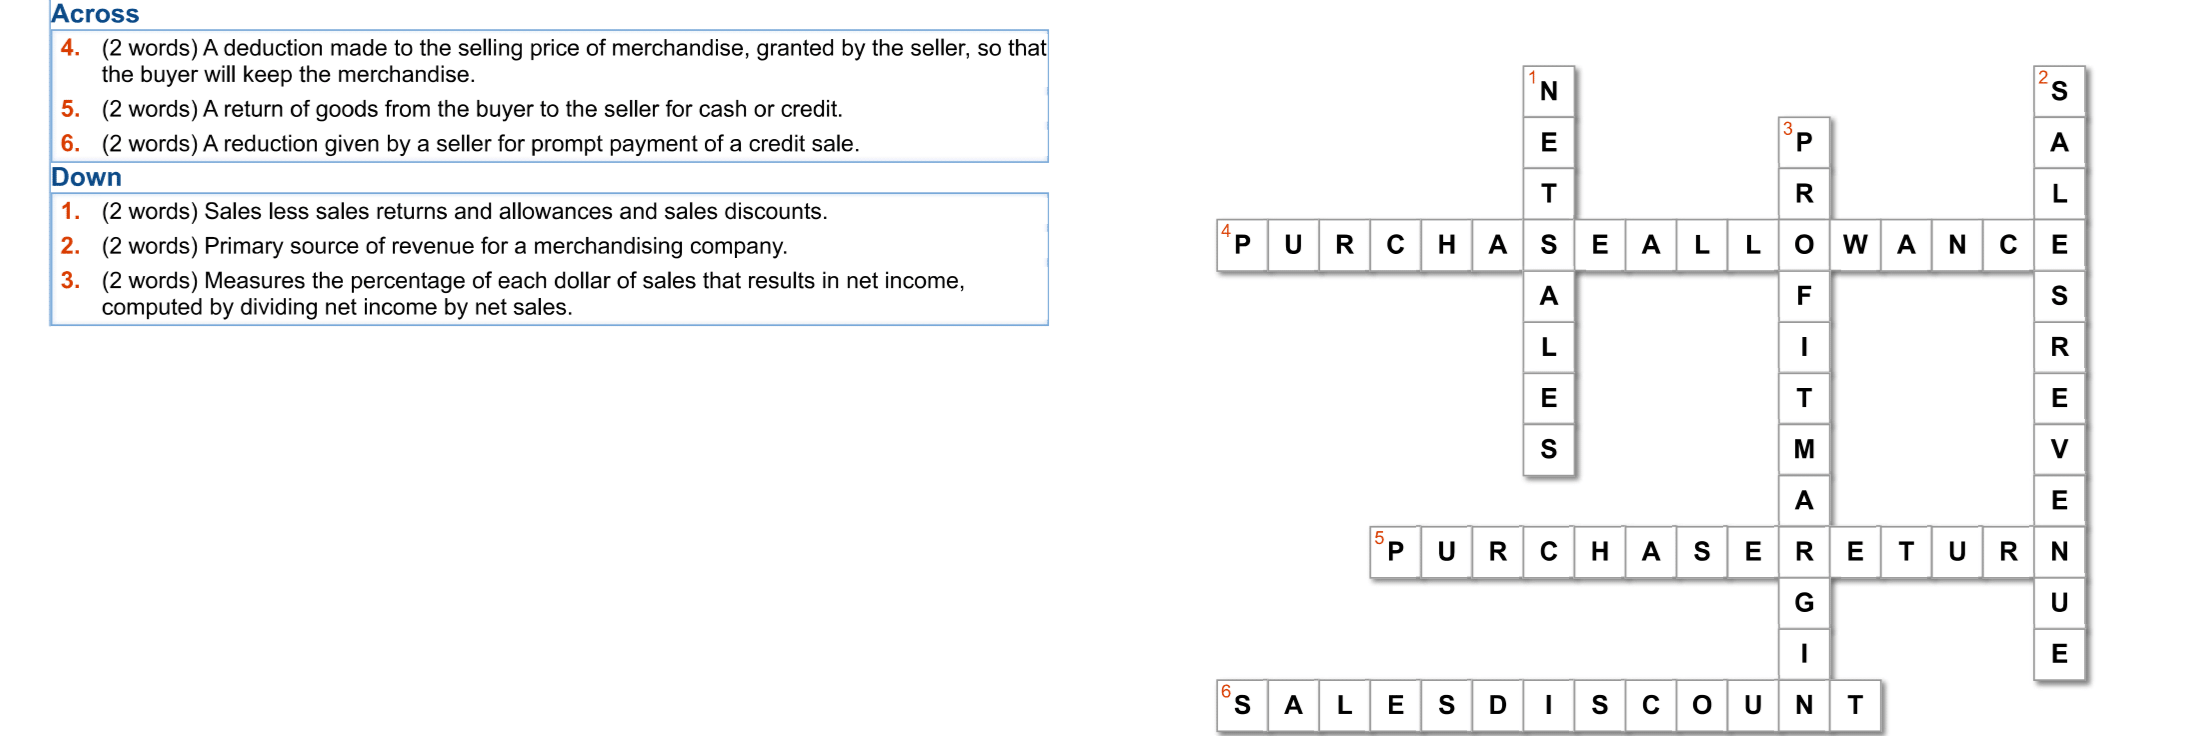 Across
4. (2 words) A deduction made to the selling price of merchandise, granted by the seller, so that
the buyer will keep the merchandise.
5. (2 words) A return of goods from the buyer to the seller for cash or credit.
6. (2 words) A reduction given by a seller for prompt payment of a credit sale.
Down
1. (2 words) Sales less sales returns and allowances and sales discounts.
2. (2 words) Primary source of revenue for a merchandising company.
3. (2 words) Measures the percentage of each dollar of sales that results in net income,
computed by dividing net income by net sales.
1 N 2 S
E 3 P A
T R L
4 P U R C H A S E A L L O W A N C E
A F S
L I R
E T E
S M V
A E
5 P U R C H A S E R E T U R N
G U
I E
6 S A L E S D I S C O U N T